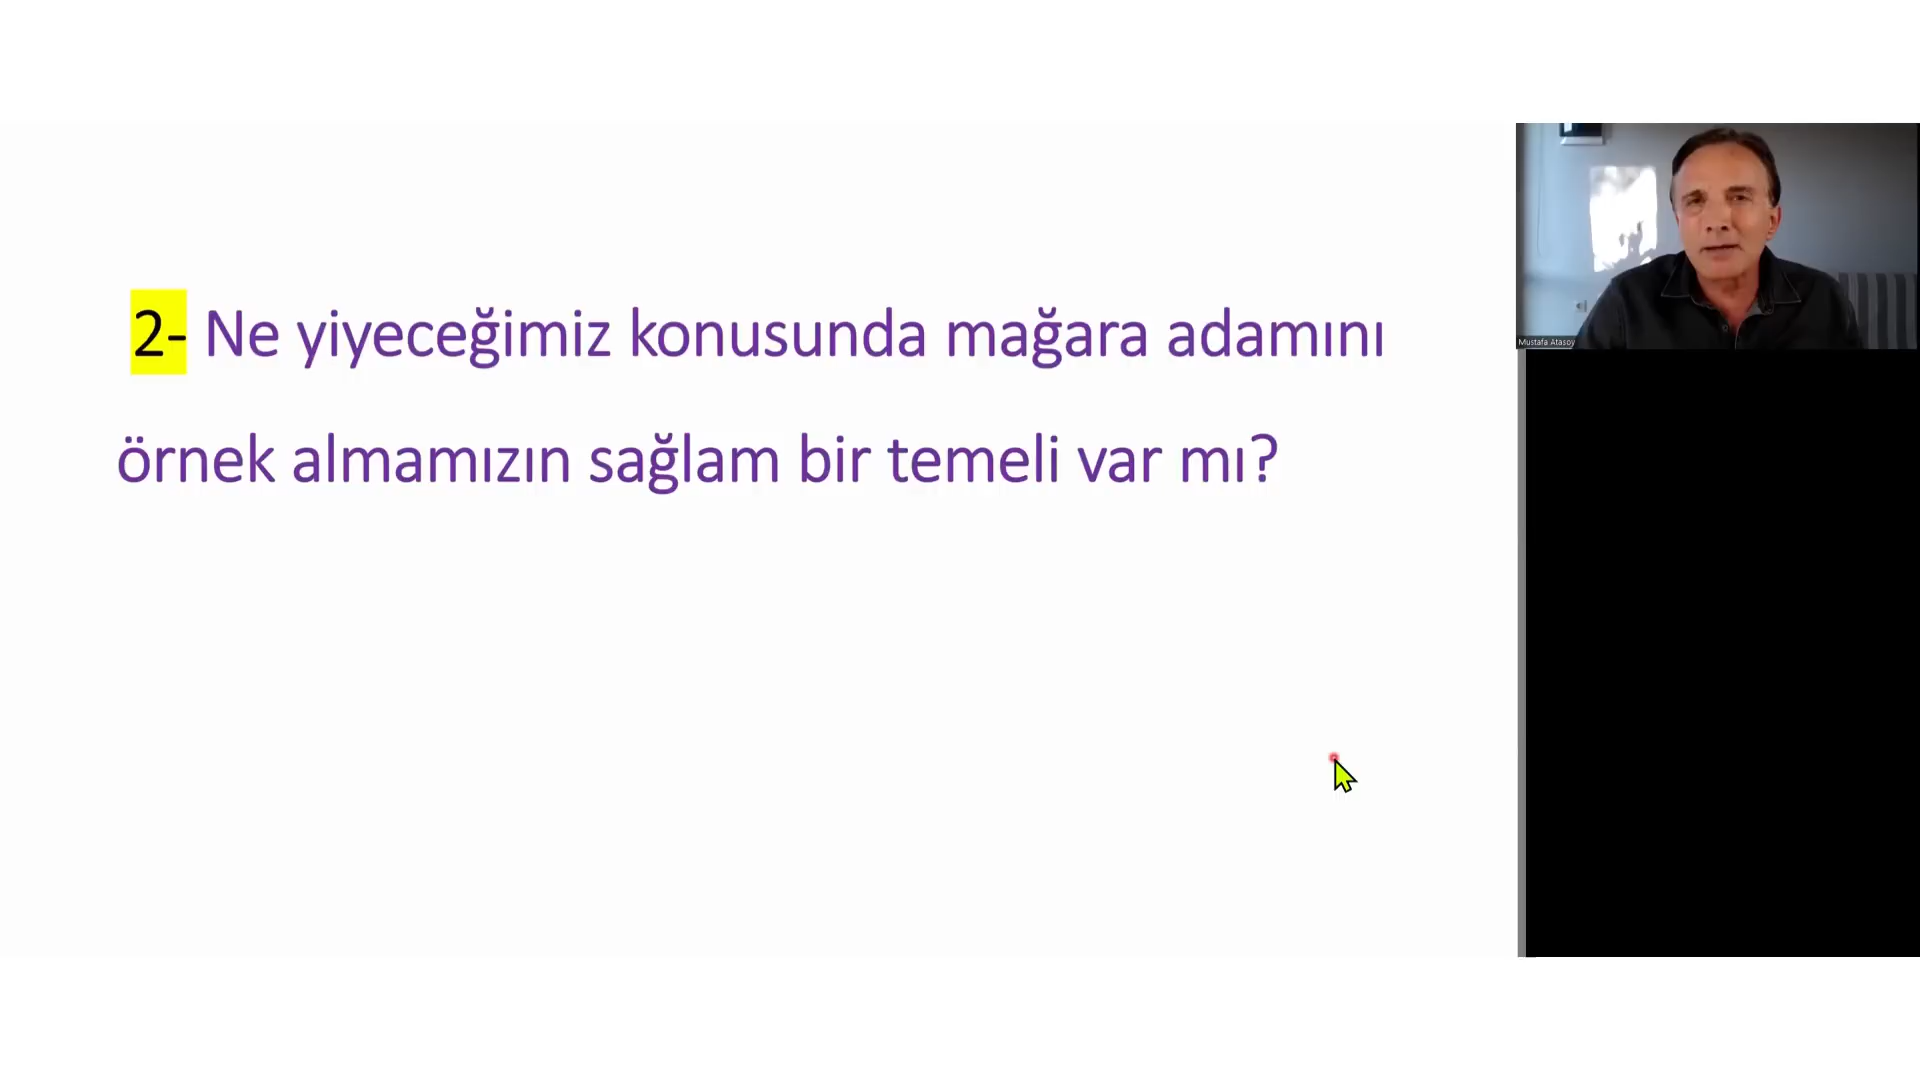 2- Ne yiyeceğimiz konusunda mağara adamını
örnek almamızın sağlam bir temeli var mı?
Mustafa Atasoy